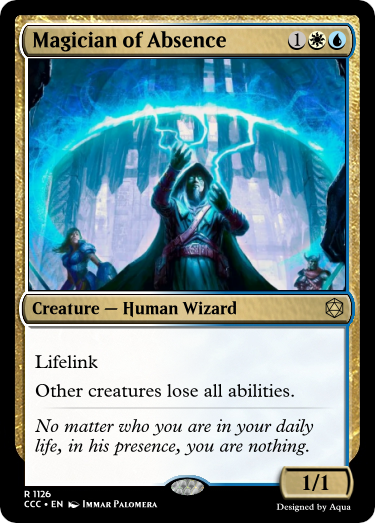 Magician of Absence 1
Creature — Human Wizard
Lifelink
Other creatures lose all abilities.
No matter who you are in your daily
life, in his presence, you are nothing.
1/1
R 1126
CCC • EN Immar Palomera
Designed by Aqua